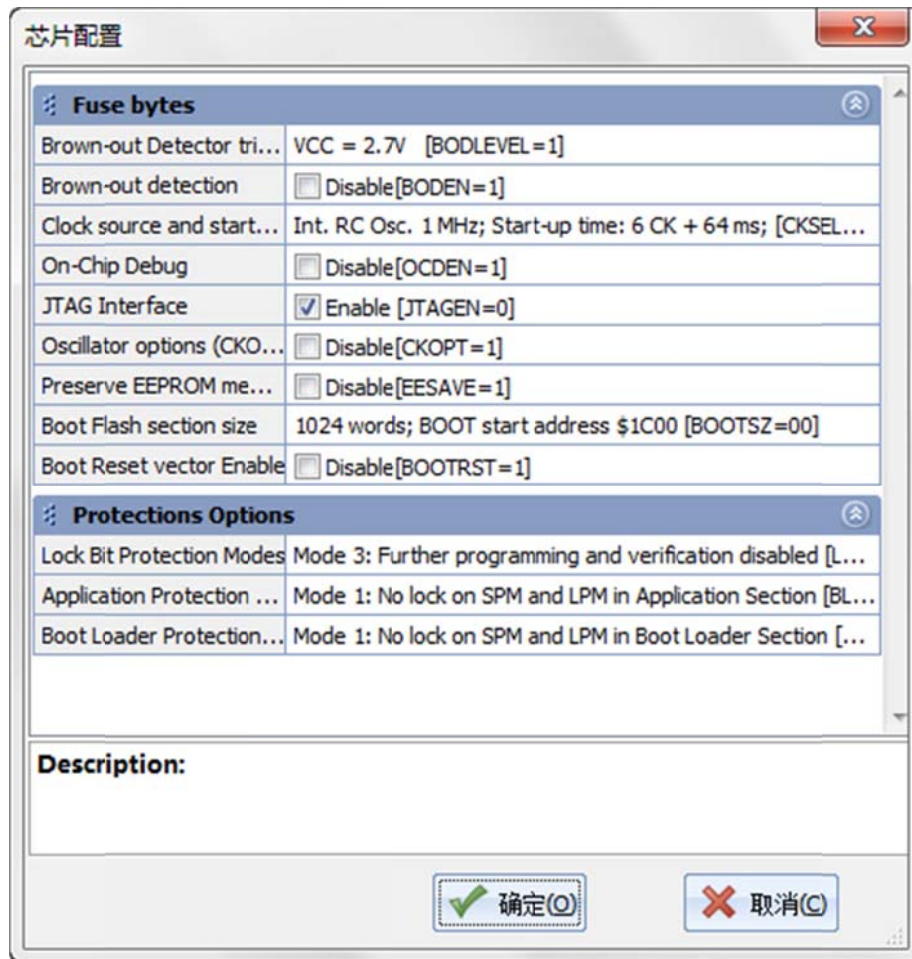 芯片配置
Fuse bytes
Brown-out Detector tri... VCC = 2.7V [BODLEVEL=1]
Brown-out detection Disable[BODEN=1]
Clock source and start... Int. RC Osc. 1 MHz; Start-up time: 6 CK + 64 ms; [CKSEL...
On-Chip Debug Disable[OCDEN=1]
JTAG Interface Enable [JTAGEN=0]
Oscillator options (CKO... Disable[CKOPT=1]
Preserve EEPROM me... Disable[EESAVE=1]
Boot Flash section size 1024 words; BOOT start address $1C00 [BOOTSZ=00]
Boot Reset vector Enable Disable[BOOTRST=1]
Protections Options
Lock Bit Protection Modes Mode 3: Further programming and verification disabled [L...
Application Protection ... Mode 1: No lock on SPM and LPM in Application Section [BL...
Boot Loader Protection... Mode 1: No lock on SPM and LPM in Boot Loader Section [...
Description:
确定(O) 取消(C)